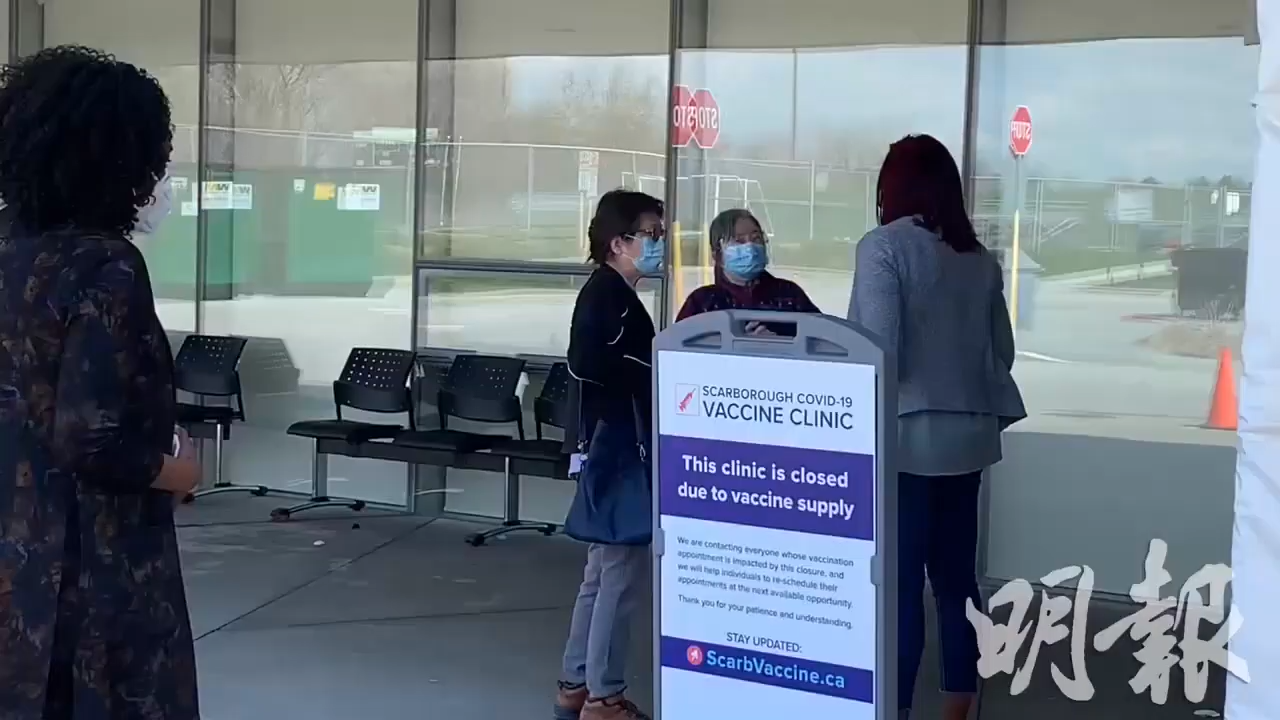 STOP
STOP
STOP
SCARBOROUGH COVID-19
VACCINE CLINIC
This clinic is closed
due to vaccine supply
We are contacting everyone whose vaccination
appointment is impacted by this closure, and
we will help individuals to re-schedule their
appointments at the next available opportunity.
Thank you for your patience and understanding.
STAY UPDATED:
ScarbVaccine.ca
明報